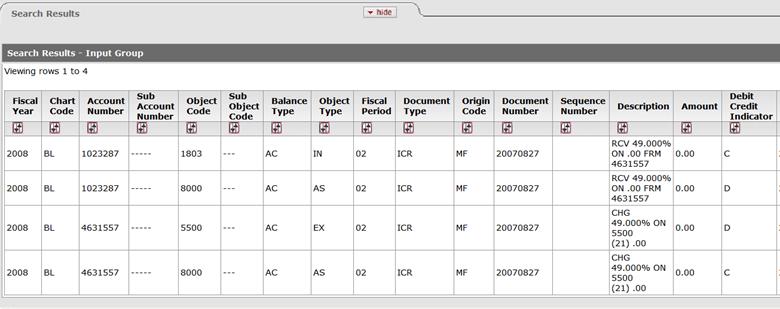 Search Results
hide
Search Results - Input Group
Viewing rows 1 to 4
Fiscal Year Chart Code Account Number Sub Account Number Object Code Sub Object Code Balance Type Object Type Fiscal Period Document Type Origin Code Document Number Sequence Number Description Amount Debit Credit Indicator
2008 BL 1023287 ----- 1803 --- AC IN 02 ICR MF 20070827 RCV 49.000% ON .00 FRM 4631557 0.00 C
2008 BL 1023287 ----- 8000 --- AC AS 02 ICR MF 20070827 RCV 49.000% ON .00 FRM 4631557 0.00 D
2008 BL 4631557 ----- 5500 --- AC EX 02 ICR MF 20070827 CHG 49.000% ON 5500 (21) .00 0.00 D
2008 BL 4631557 ----- 8000 --- AC AS 02 ICR MF 20070827 CHG 49.000% ON 5500 (21) .00 0.00 C